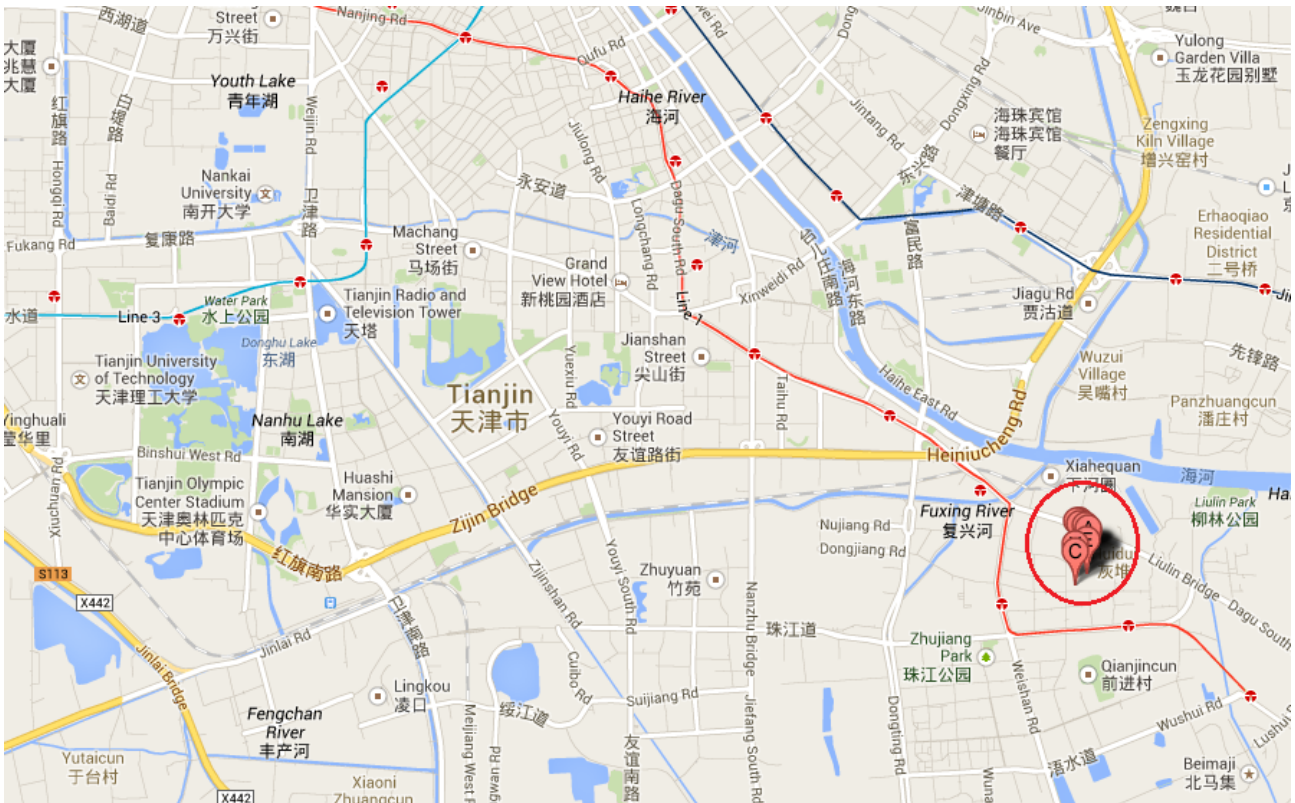 西湖道
Street
万兴街
Nanjing Rd
Qufu Rd
大厦
兆慧
大厦
Youth Lake
青年湖
红旗路
Hongqi Rd
Baidi Rd
Weijin Rd
卫津路
Nankai
University
南开大学
文
Fukang Rd
复康路
Haihe River
海河
Jiulong Rd
永安道
Longchang Rd
Dagu South Rd
津河
Machang
Street
马场街
Grand
View Hotel
新桃园酒店
Line 1
Xinweidi Rd
海河东路
Jintang Rd
Dongxing Rd
东兴路
津塘路
Jinbin Ave
Yulong
Garden Villa
玉龙花园别墅
海珠宾馆
海珠宾馆
餐厅
Zengxing
Kiln Village
增兴窑村
Erhaoqiao
Residential
District
二号桥
Jiagu Rd
贾沽道
水道
Line 3
Water Park
水上公园
Donghu Lake
东湖
Tianjin Radio and
Television Tower
天塔
Tianjin University
of Technology
天津理工大学
文
Tianjin
天津市
Jianshan
Street
尖山街
Yuexiu Rd
Youyi Rd
Taihu Rd
Haihe East Rd
Wuzui
Village
吴嘴村
先锋路
Panzhuangcun
潘庄村
Yinghuali
莹华里
Nanhu Lake
南湖
Binshui West Rd
Youyi Road
Street
友谊路街
Heiniucheng Rd
海河
Xiahequan
Tianjin Olympic
Center Stadium
天津奥林匹克
中心体育场
Huashi
Mansion
华实大厦
Xuchuan Rd
Zijin Bridge
红旗南路
Fuxing River
复兴河
Nujiang Rd
Dongjiang Rd
Liulin Park
柳林公园
C
灰堆
Liulin Bridge
Dagu South
S113
X442
Zijinshan Rd
Youyi South Rd
Zhuyuan
竹苑
Nanzhu Bridge
珠江道
Zhujiang
Park
珠江公园
Weishan Rd
Qianjincun
前进村
Jinlai Rd
Jinlai Bridge
卫津南路
Lingkou
凌口
Cuibo Rd
Suijiang Rd
绥江道
Jiefang South Rd
Dongting Rd
Wushui Rd
浯水道
Lushui
Fengchan
River
丰产河
Meijiang West R
友谊南路
Beimaji
北马集
Yutaicun
于台村
Xiaoni
Zhuangcun
X442